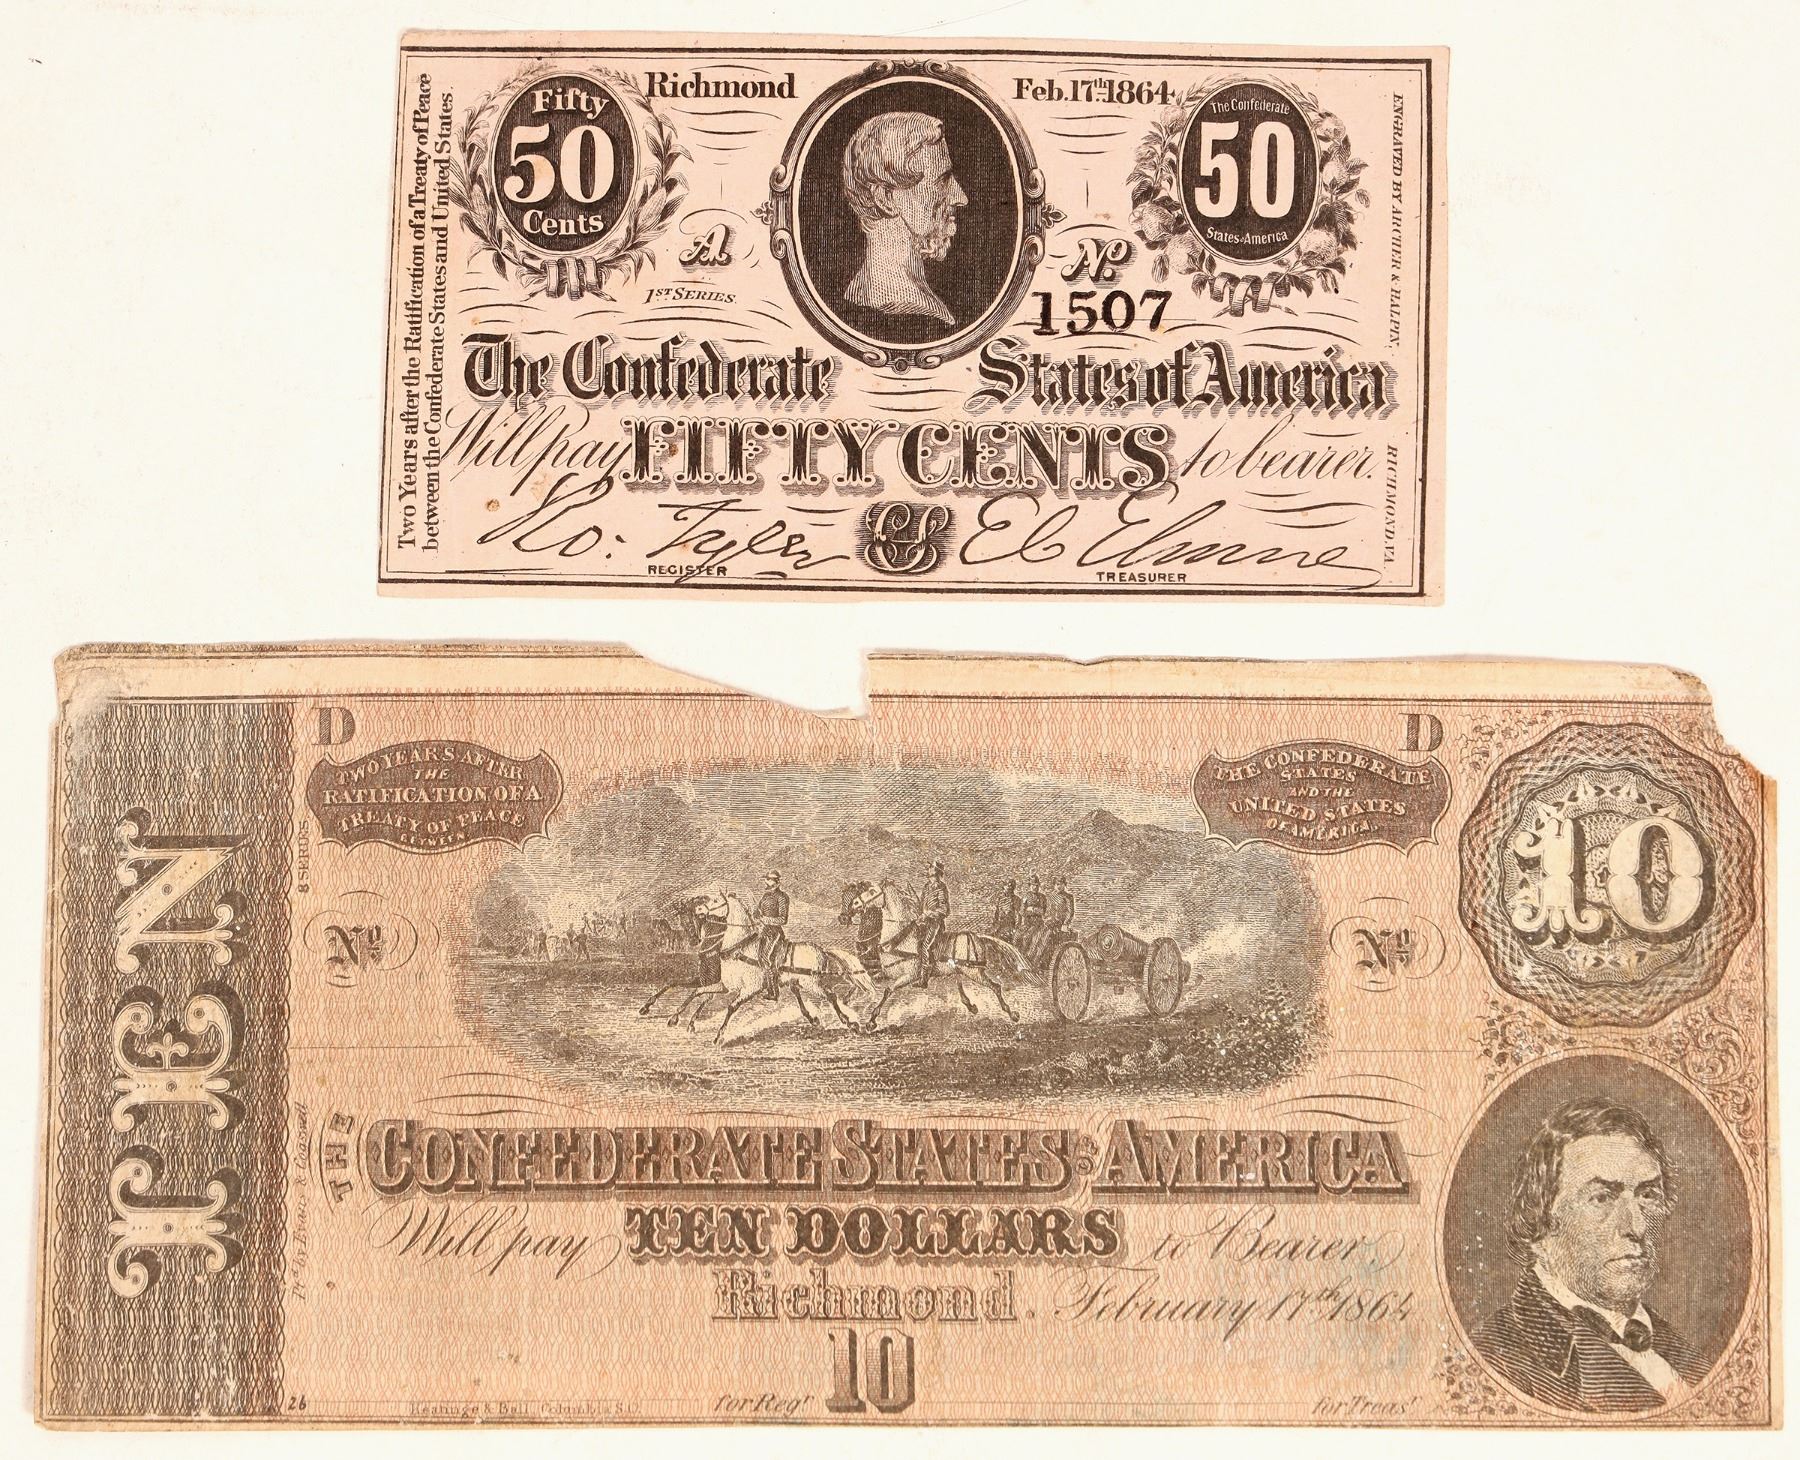 Two Years after the Ratification of a Treaty of Peace
between the Confederate States and United States.
Fifty
50
Cents
Richmond
Feb. 17th 1864
The Confederate
50
States of America
A
1ST SERIES.
No.
1507
The Confederate States of America
Will pay FIFTY CENTS to bearer.
Ro: Tyler
REGISTER
CS
TREASURER
ENGRAVED BY ARCHER & HALPIN,
RICHMOND. VA.
TEN
D
D
TWO YEARS AFTER
THE
RATIFICATION OF A
TREATY OF PEACE
BETWEEN
THE CONFEDERATE
STATES
AND THE
UNITED STATES
OF AMERICA.
10
8 SERIES
No
No
THE
CONFEDERATE STATES OF AMERICA
Will pay TEN DOLLARS to Bearer.
Richmond. February 17th 1864
Ptd by Evans & Cogswell
10
26
Keatinge & Ball, Columbia S.C.
for Regr
for Treasr